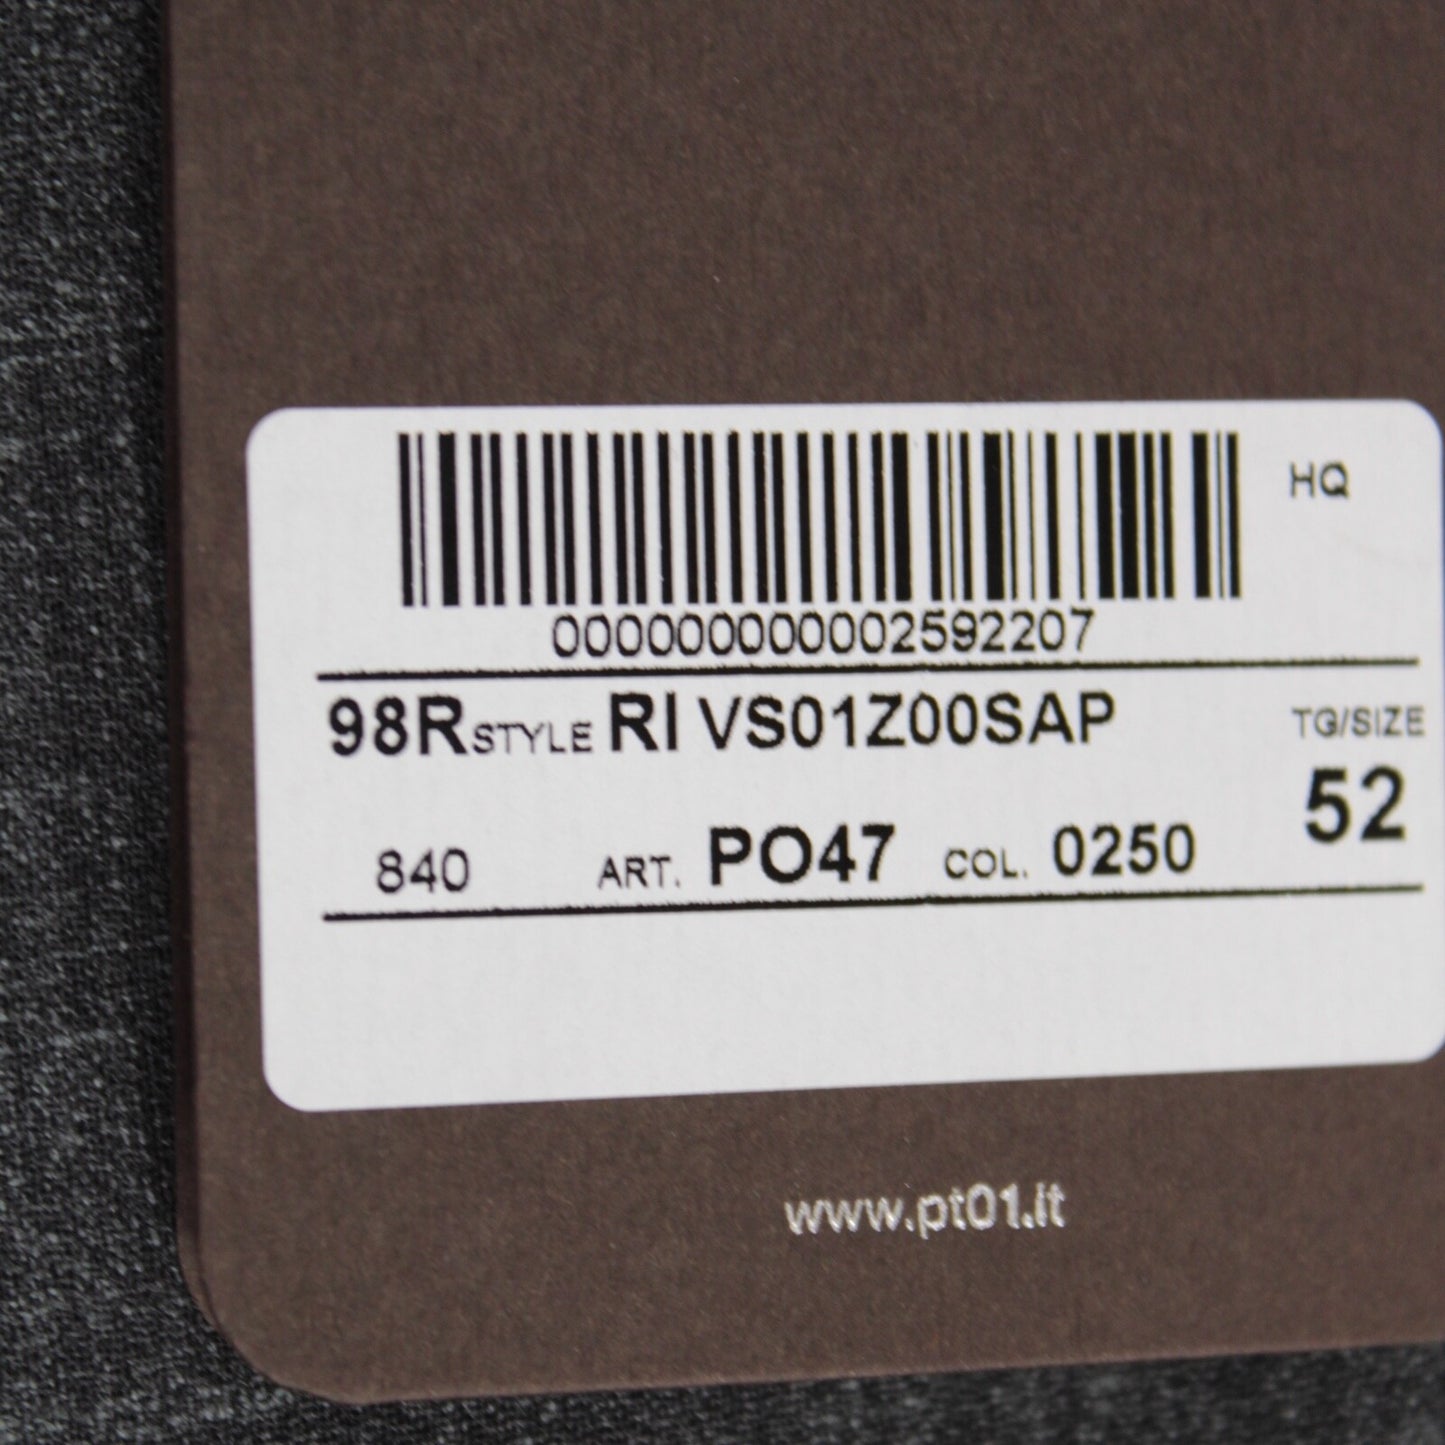 HQ
000000000002592207
98R STYLE RI VS01Z00SAP
TG/SIZE
52
840 ART. PO47 COL. 0250
www.pt01.it